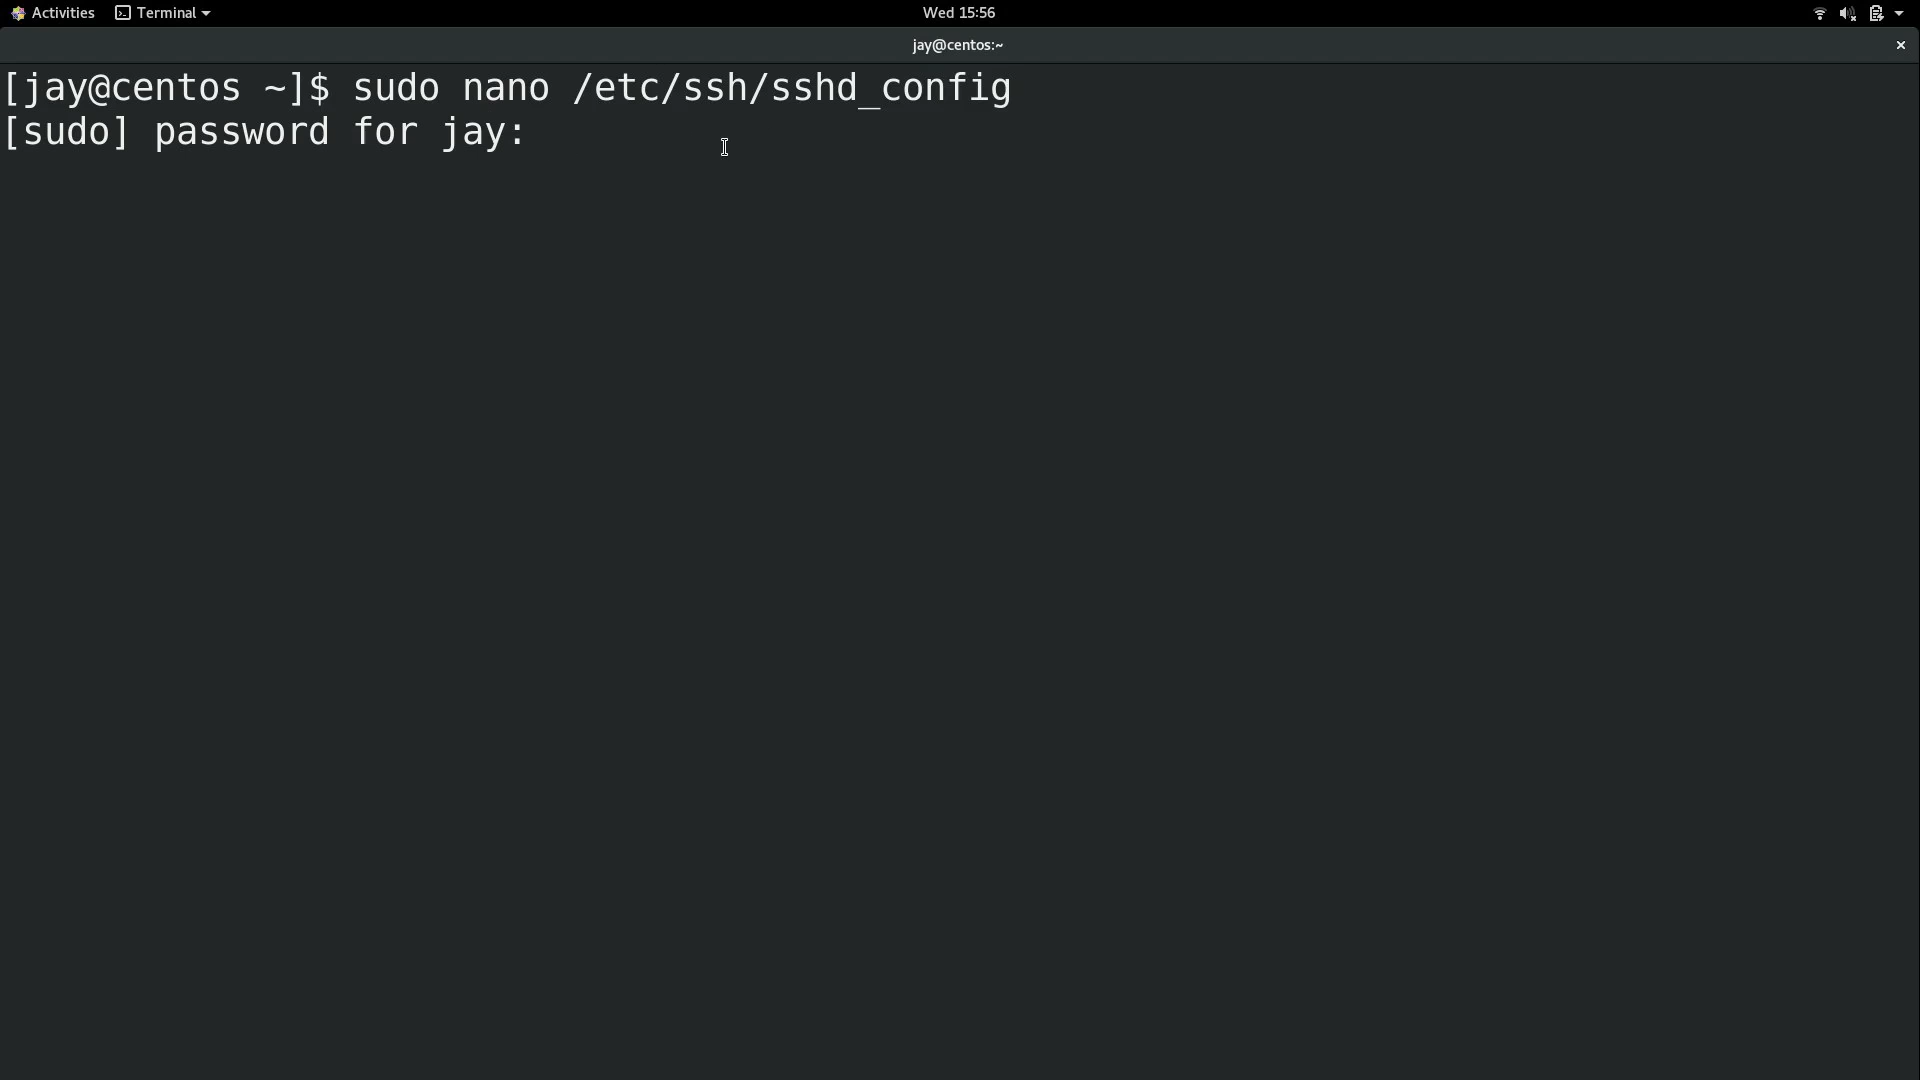 Activities Terminal Wed 15:56
jay@centos:~
[jay@centos ~]$ sudo nano /etc/ssh/sshd_config
[sudo] password for jay: